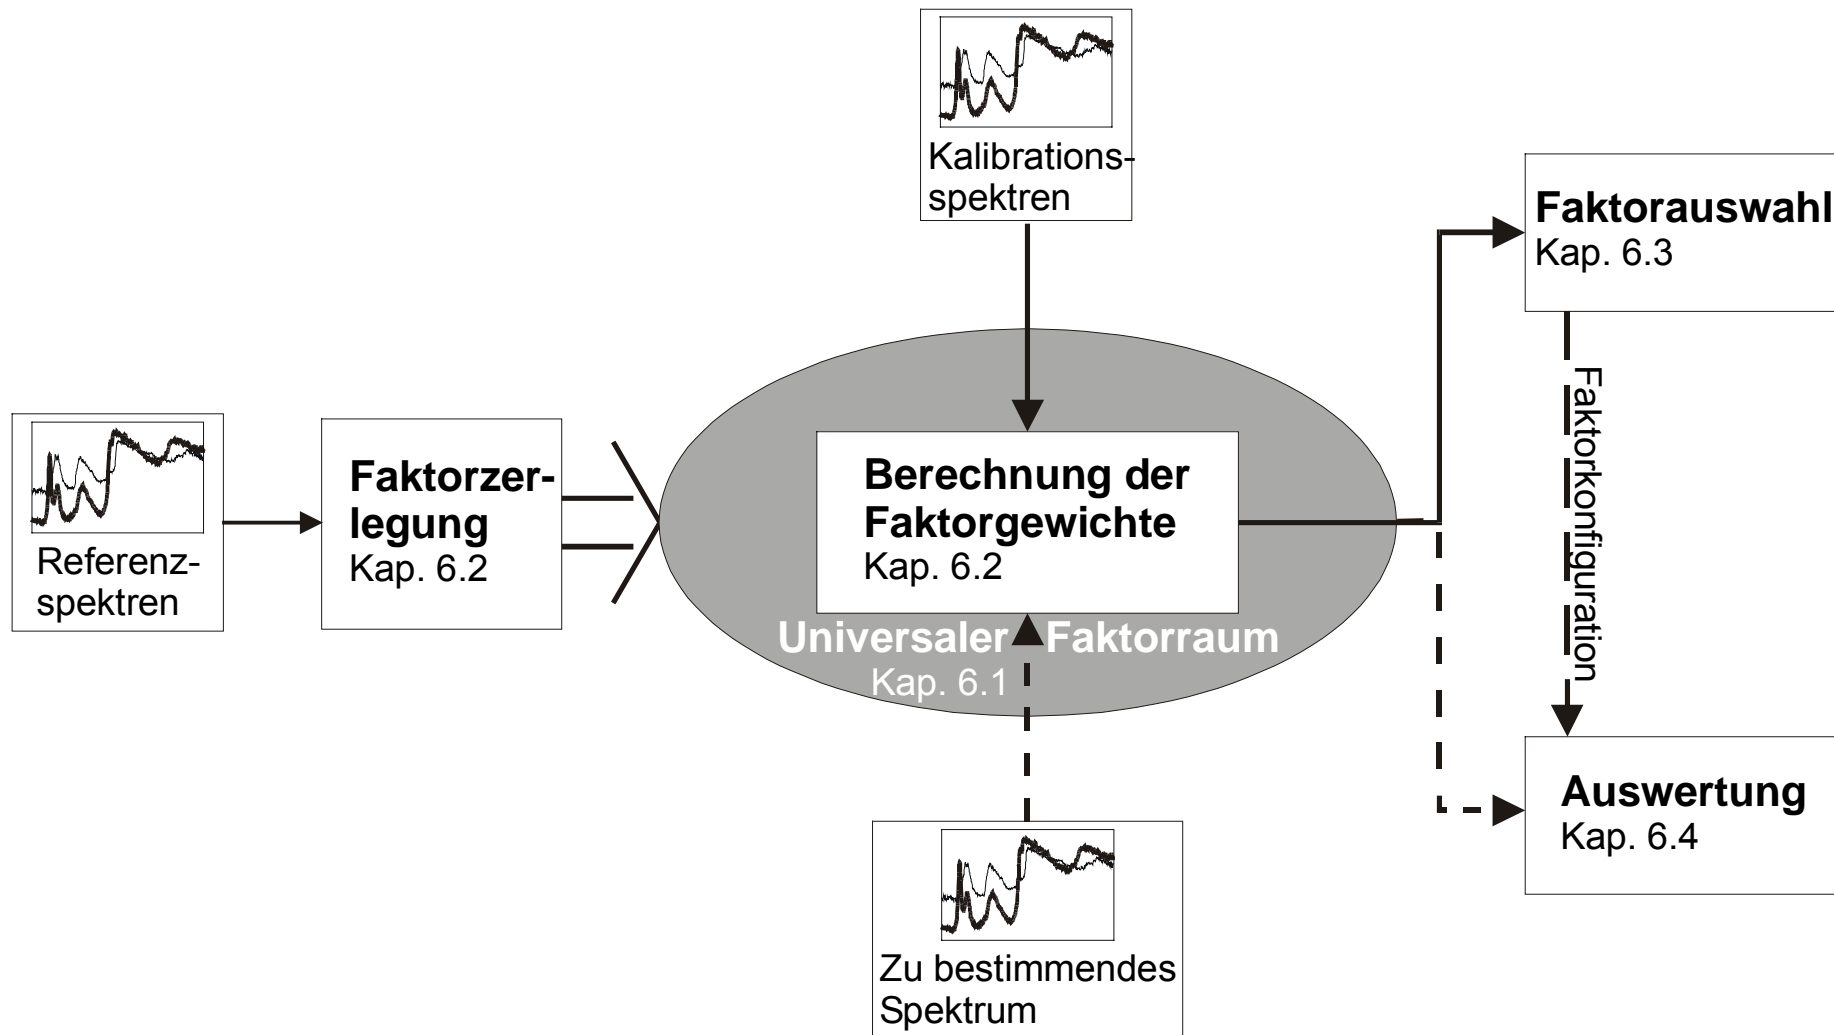 Kalibrations-
spektren
Faktorauswahl
Kap. 6.3
Faktorkonfiguration
Referenz-
spektren
Faktorzer-
legung
Kap. 6.2
Berechnung der
Faktorgewichte
Kap. 6.2
Universaler Faktorraum
Kap. 6.1
Auswertung
Kap. 6.4
Zu bestimmendes
Spektrum